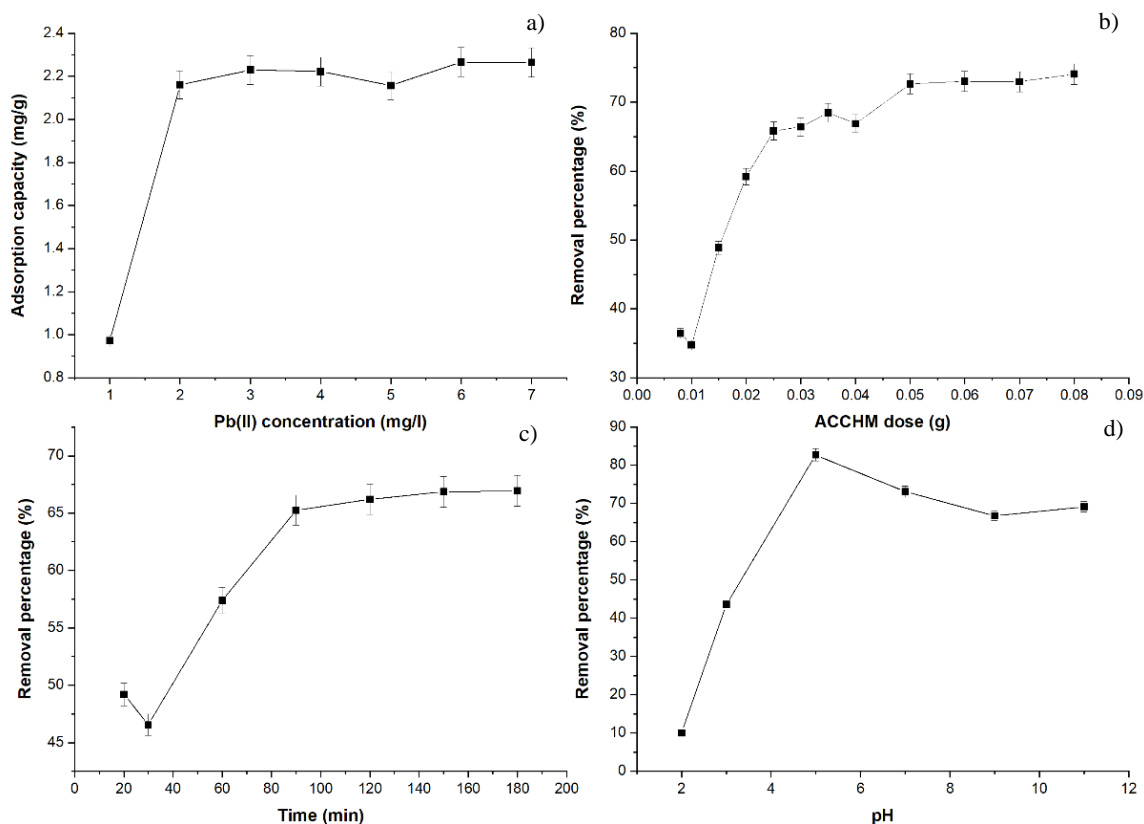 a)
2.4
2.2
2.0
1.8
1.6
1.4
1.2
1.0
0.8
Adsorption capacity (mg/g)
1 2 3 4 5 6 7
Pb(II) concentration (mg/l)
b)
80
70
60
50
40
30
Removal percentage (%)
0.00 0.01 0.02 0.03 0.04 0.05 0.06 0.07 0.08 0.09
ACCHM dose (g)
c)
70
65
60
55
50
45
Removal percentage (%)
0 20 40 60 80 100 120 140 160 180 200
Time (min)
d)
90
80
70
60
50
40
30
20
10
0
Removal percentage (%)
2 4 6 8 10 12
pH